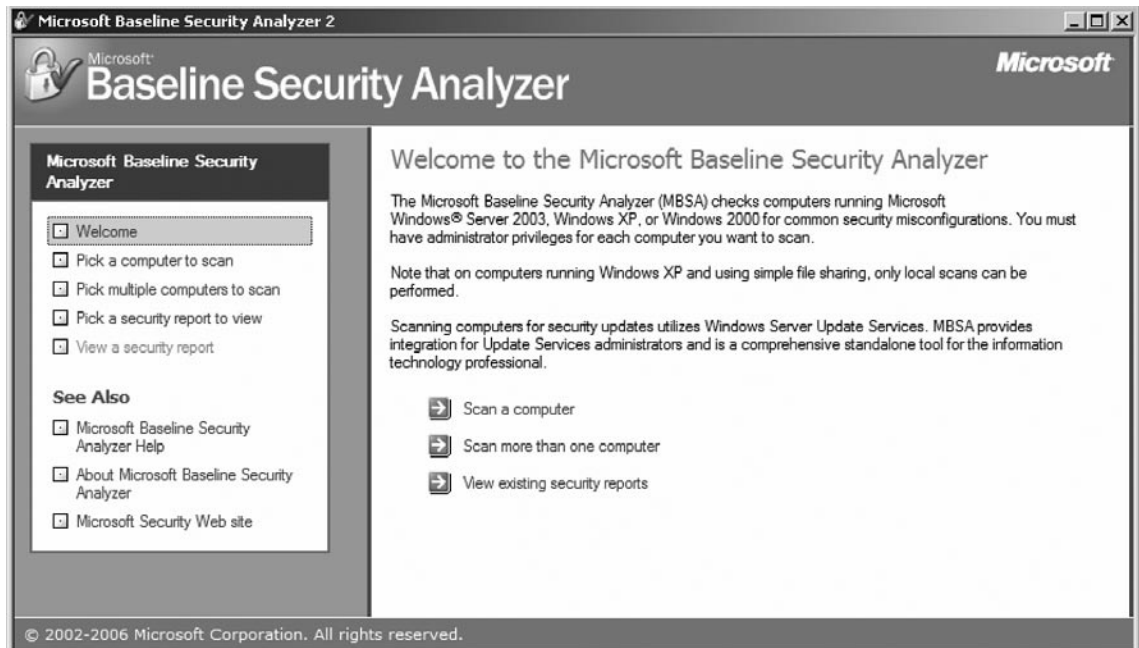 Microsoft Baseline Security Analyzer 2
Microsoft
Baseline Security Analyzer
Microsoft
Microsoft Baseline Security
Analyzer
Welcome
Pick a computer to scan
Pick multiple computers to scan
Pick a security report to view
View a security report
See Also
Microsoft Baseline Security
Analyzer Help
About Microsoft Baseline Security
Analyzer
Microsoft Security Web site
Welcome to the Microsoft Baseline Security Analyzer
The Microsoft Baseline Security Analyzer (MBSA) checks computers running Microsoft
Windows® Server 2003, Windows XP, or Windows 2000 for common security misconfigurations. You must
have administrator privileges for each computer you want to scan.
Note that on computers running Windows XP and using simple file sharing, only local scans can be
performed.
Scanning computers for security updates utilizes Windows Server Update Services. MBSA provides
integration for Update Services administrators and is a comprehensive standalone tool for the information
technology professional.
Scan a computer
Scan more than one computer
View existing security reports
© 2002-2006 Microsoft Corporation. All rights reserved.